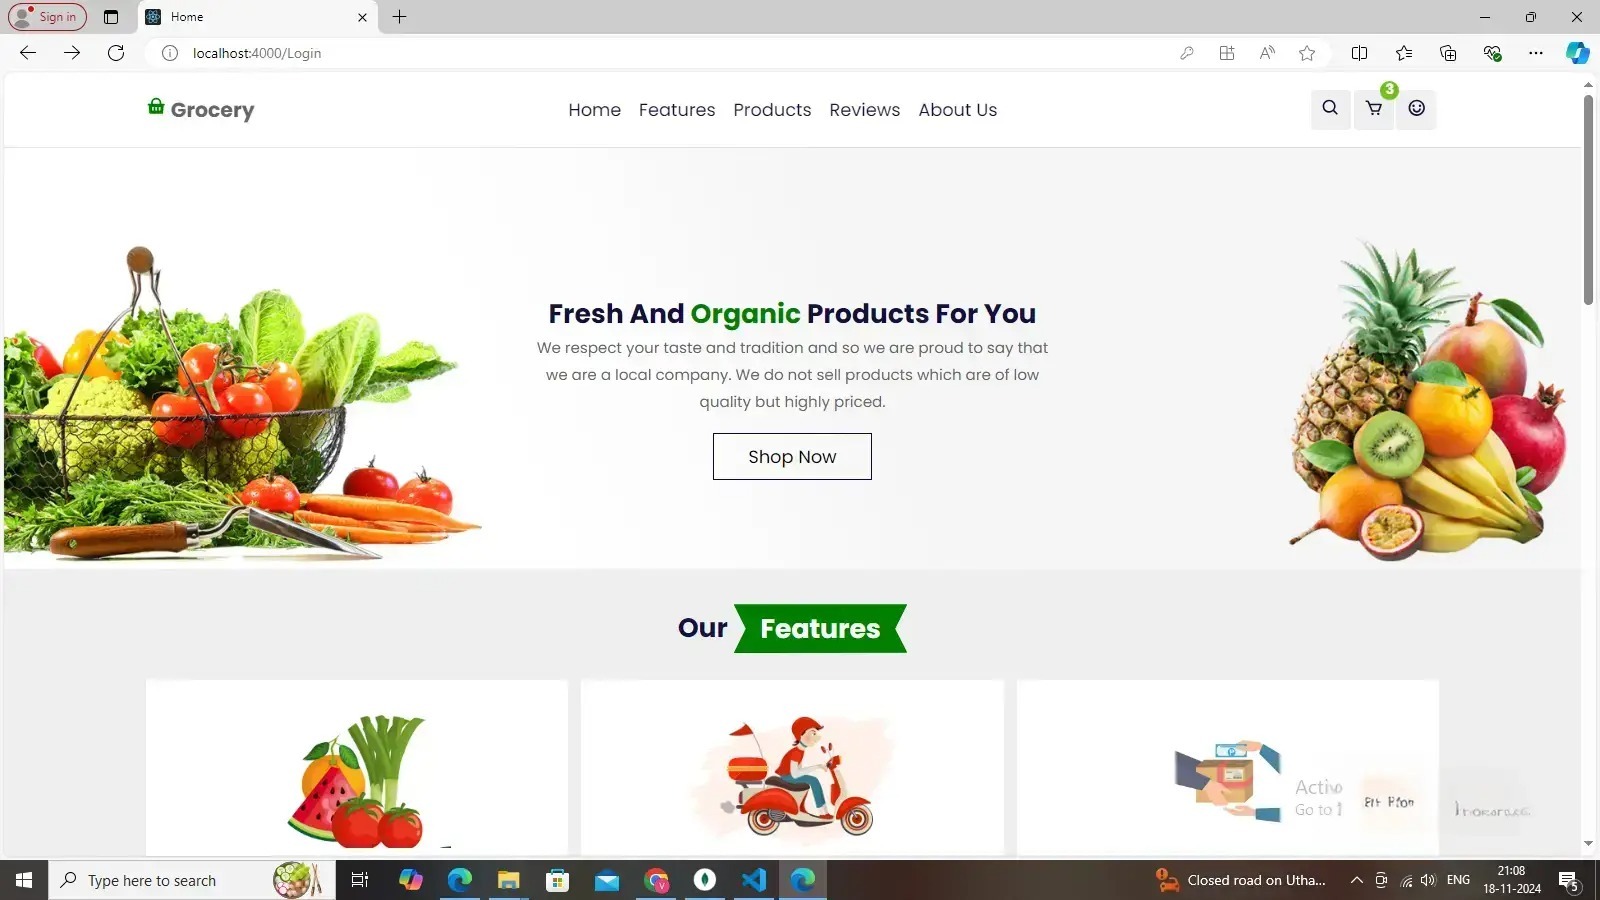 Sign in
Home
localhost:4000/Login
Grocery
Home Features Products Reviews About Us
3
Fresh And Organic Products For You
We respect your taste and tradition and so we are proud to say that
we are a local company. We do not sell products which are of low
quality but highly priced.
Shop Now
Our Features
Go to
Type here to search
Closed road on Utha...
ENG
21:08
18-11-2024
5